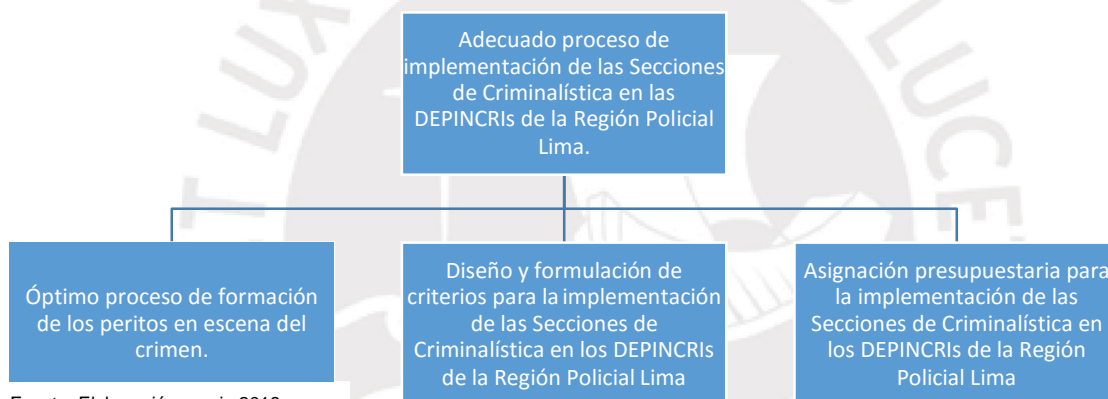 Adecuado proceso de
implementación de las Secciones
de Criminalística en las
DEPINCRIs de la Región Policial
Lima.
Óptimo proceso de formación
de los peritos en escena del
crimen.
Diseño y formulación de
criterios para la implementación
de las Secciones de
Criminalística en los DEPINCRIs
de la Región Policial Lima
Asignación presupuestaria para
la implementación de las
Secciones de Criminalística en
los DEPINCRIs de la Región
Policial Lima